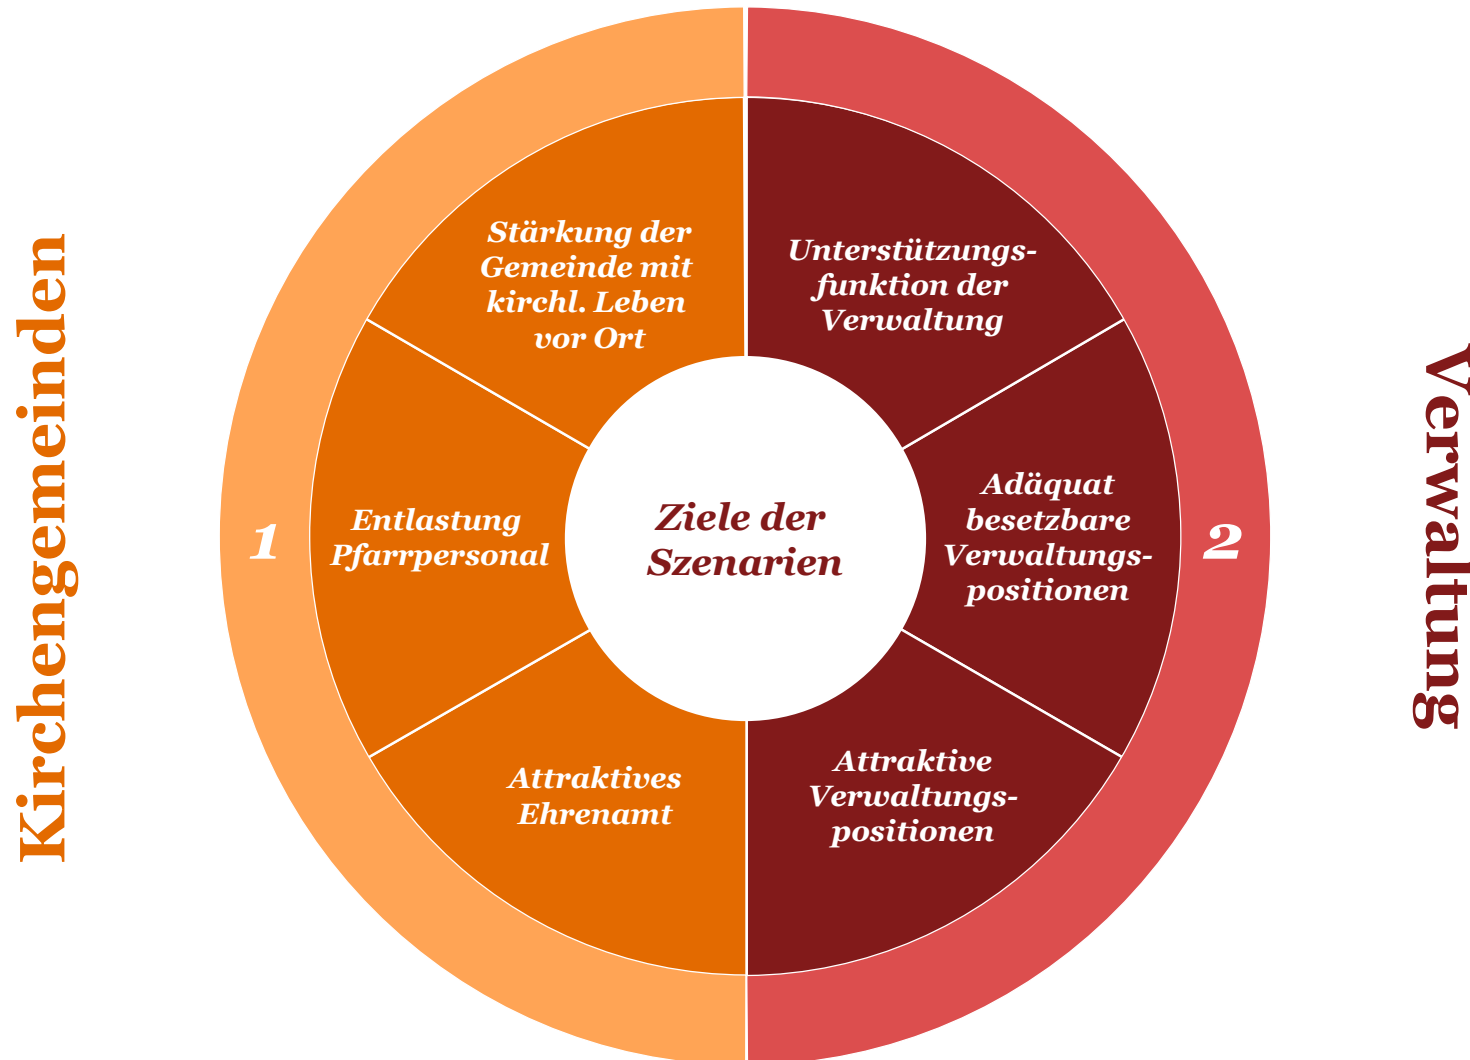 Kirchengemeinden
1
Stärkung der
Gemeinde mit
kirchl. Leben
vor Ort
Entlastung
Pfarrpersonal
Attraktives
Ehrenamt
Ziele der
Szenarien
Unterstützungs-
funktion der
Verwaltung
Adäquat
besetzbare
Verwaltungs-
positionen
Attraktive
Verwaltungs-
positionen
2
Verwaltung